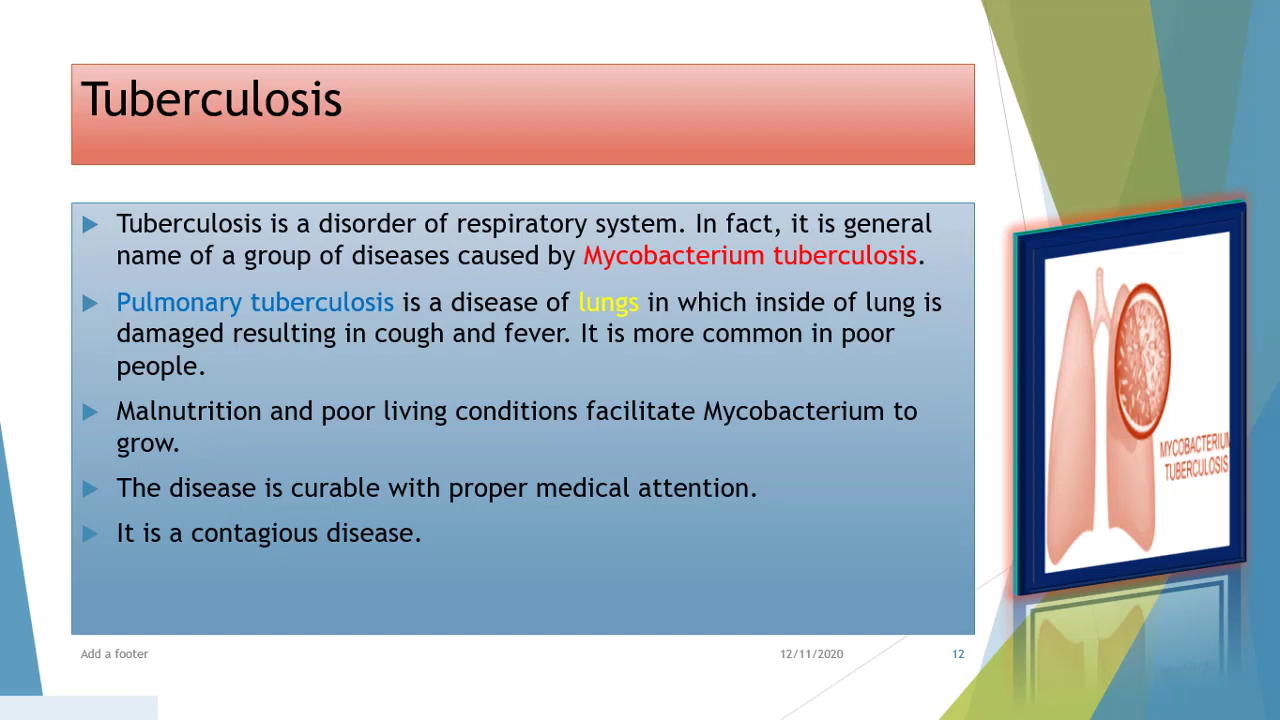 Tuberculosis
Tuberculosis is a disorder of respiratory system. In fact, it is general
name of a group of diseases caused by Mycobacterium tuberculosis.
Pulmonary tuberculosis is a disease of lungs in which inside of lung is
damaged resulting in cough and fever. It is more common in poor
people.
Malnutrition and poor living conditions facilitate Mycobacterium to
grow.
The disease is curable with proper medical attention.
It is a contagious disease.
MYCOBACTERIUM
TUBERCULOSIS
Add a footer
12/11/2020
12